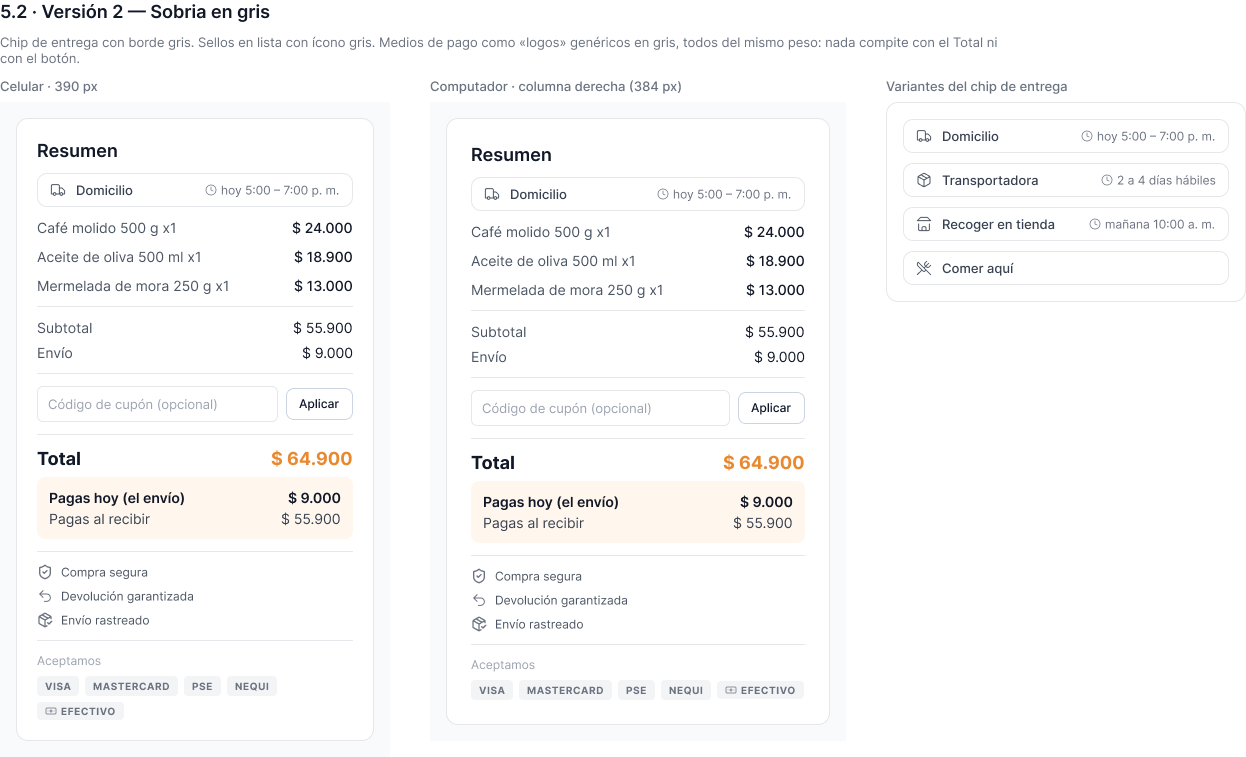 5.2 · Versión 2 — Sobria en gris
Chip de entrega con borde gris. Sellos en lista con ícono gris. Medios de pago como «logos» genéricos en gris, todos del mismo peso: nada compite con el Total ni
con el botón.
Celular · 390 px
Resumen
Domicilio hoy 5:00 – 7:00 p. m.
Café molido 500 g x1 $ 24.000
Aceite de oliva 500 ml x1 $ 18.900
Mermelada de mora 250 g x1 $ 13.000
Subtotal $ 55.900
Envío $ 9.000
Código de cupón (opcional) Aplicar
Total $ 64.900
Pagas hoy (el envío) $ 9.000
Pagas al recibir $ 55.900
Compra segura
Devolución garantizada
Envío rastreado
Aceptamos
VISA MASTERCARD PSE NEQUI
EFECTIVO
Computador · columna derecha (384 px)
Resumen
Domicilio hoy 5:00 – 7:00 p. m.
Café molido 500 g x1 $ 24.000
Aceite de oliva 500 ml x1 $ 18.900
Mermelada de mora 250 g x1 $ 13.000
Subtotal $ 55.900
Envío $ 9.000
Código de cupón (opcional) Aplicar
Total $ 64.900
Pagas hoy (el envío) $ 9.000
Pagas al recibir $ 55.900
Compra segura
Devolución garantizada
Envío rastreado
Aceptamos
VISA MASTERCARD PSE NEQUI EFECTIVO
Variantes del chip de entrega
Domicilio hoy 5:00 – 7:00 p. m.
Transportadora 2 a 4 días hábiles
Recoger en tienda mañana 10:00 a. m.
Comer aquí